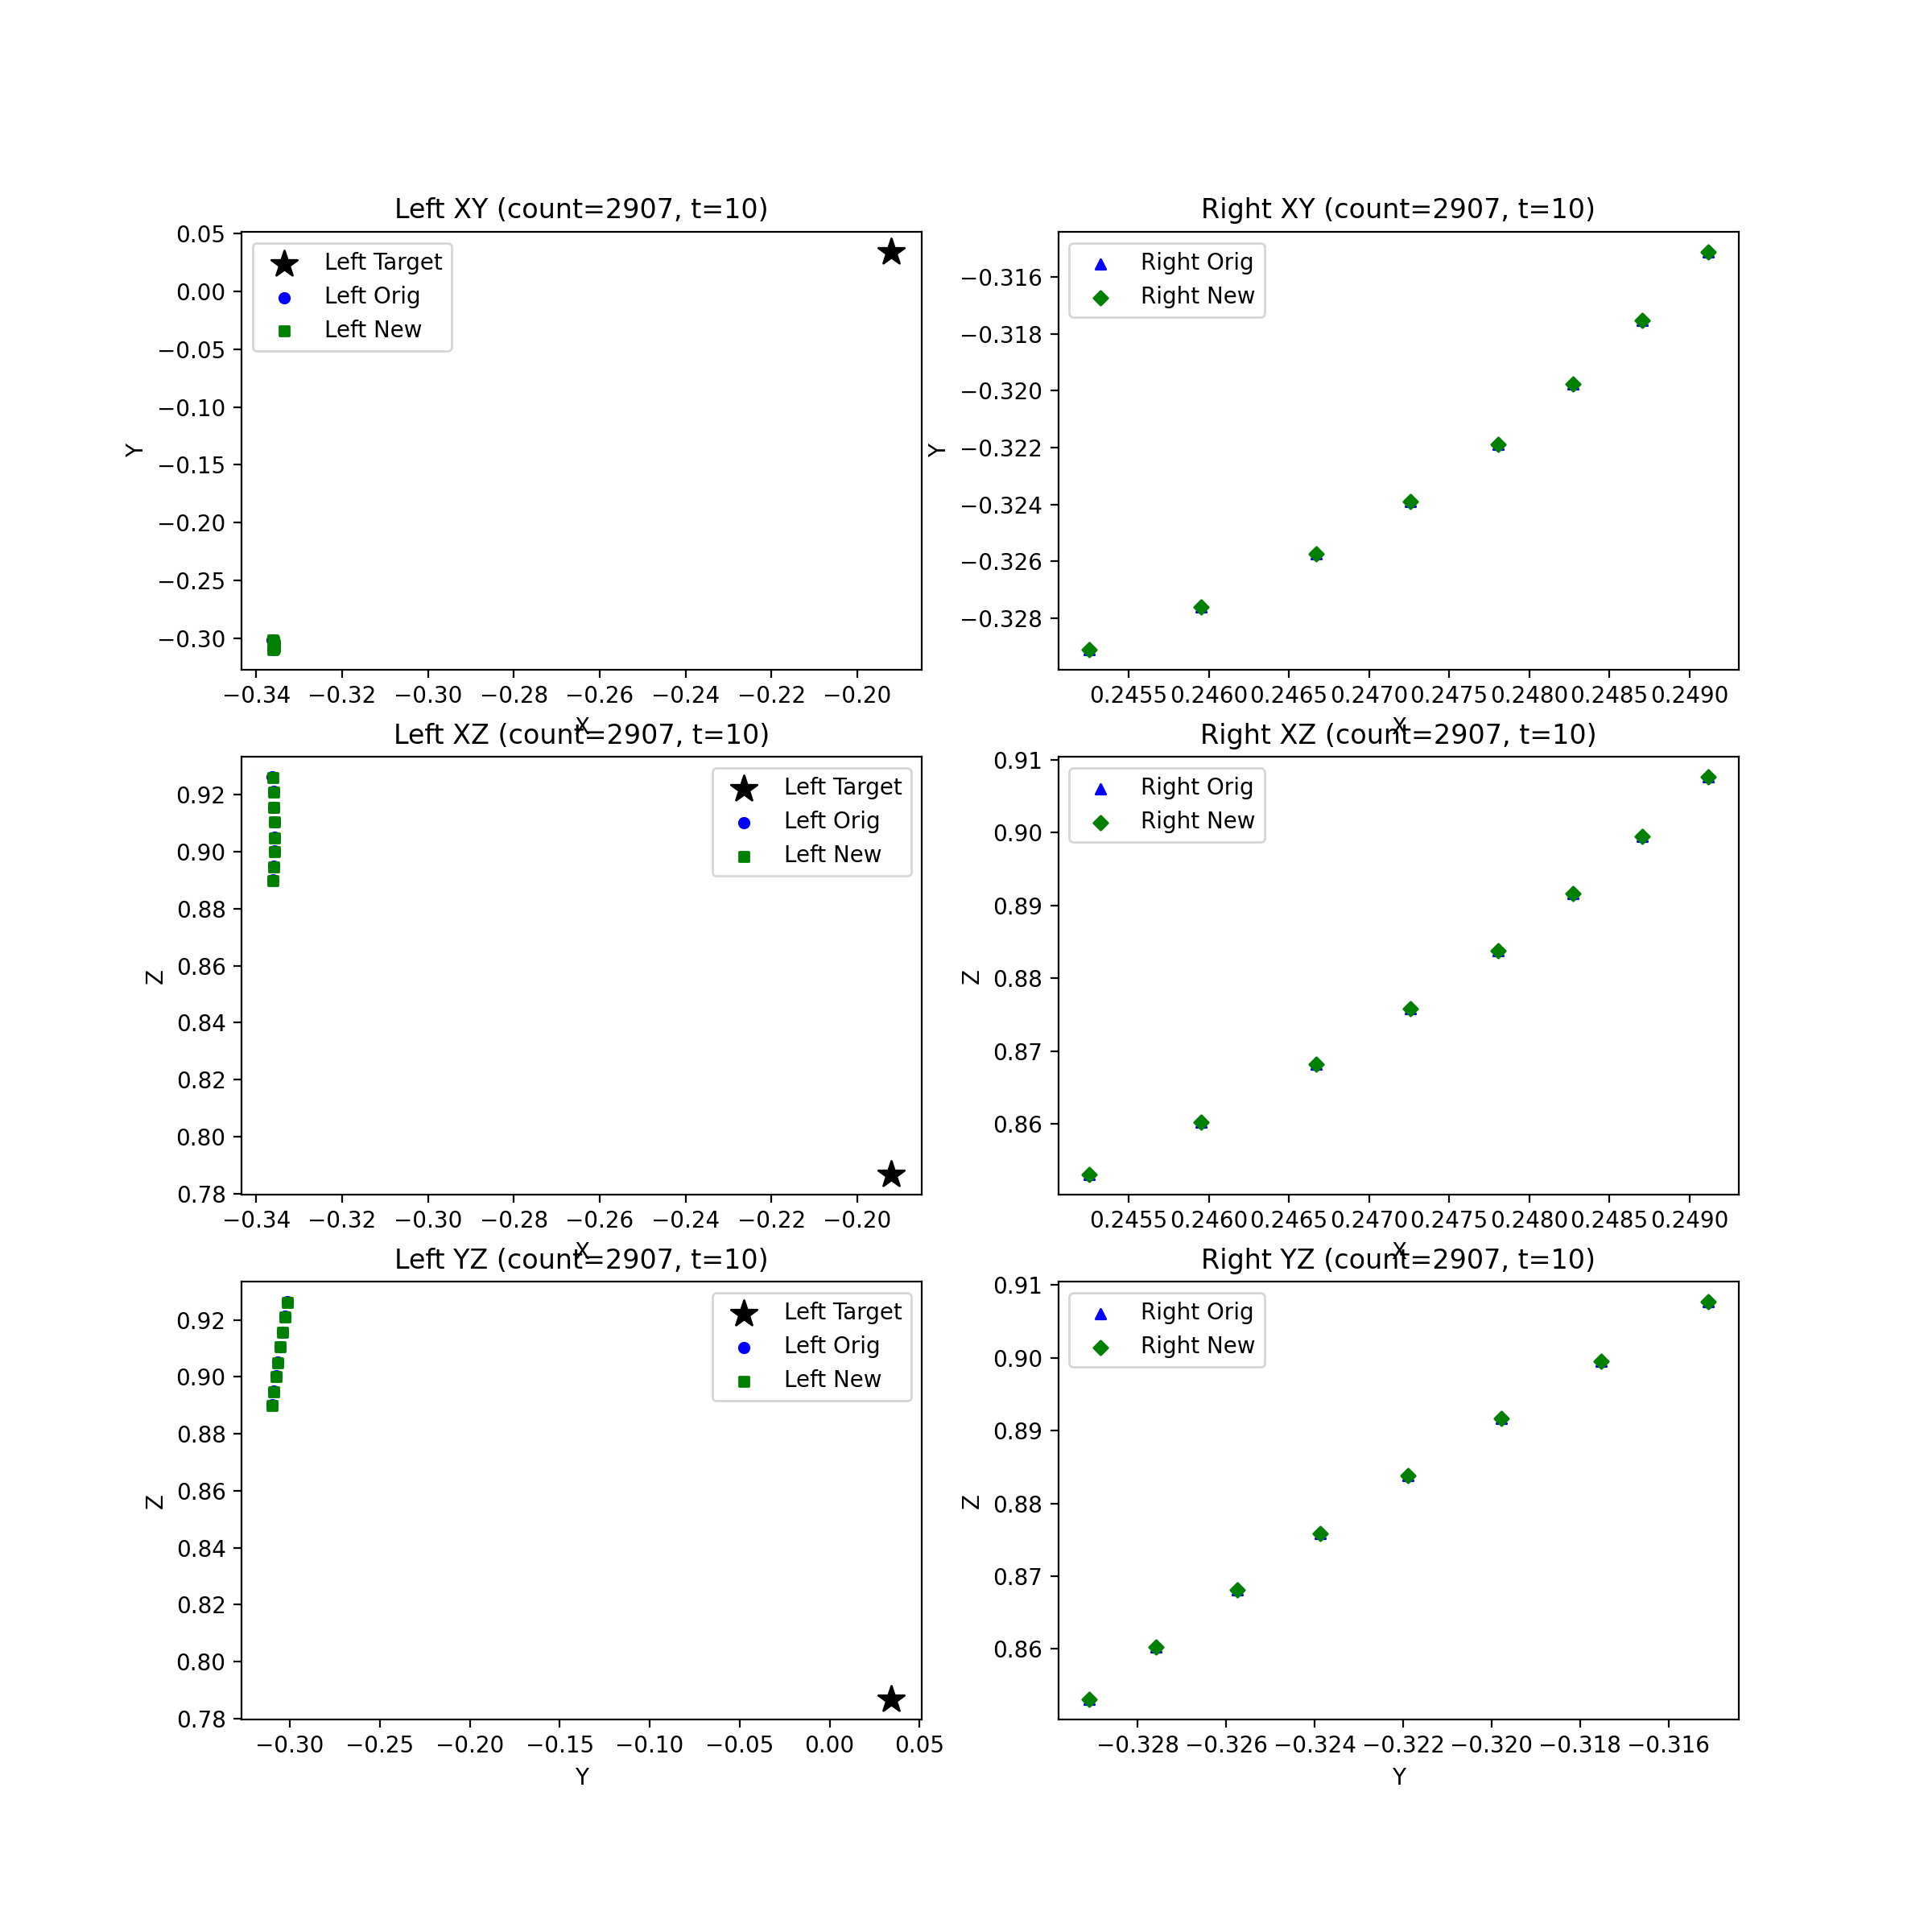 Left XY (count=2907, t=10)
Left Target
Left Orig
Left New
0.05
0.00
−0.05
−0.10
−0.15
−0.20
−0.25
−0.30
Y
−0.34 −0.32 −0.30 −0.28 −0.26 −0.24 −0.22 −0.20
X
Right XY (count=2907, t=10)
Right Orig
Right New
−0.316
−0.318
−0.320
−0.322
−0.324
−0.326
−0.328
Y
0.2455 0.2460 0.2465 0.2470 0.2475 0.2480 0.2485 0.2490
X
Left XZ (count=2907, t=10)
Left Target
Left Orig
Left New
0.92
0.90
0.88
0.86
0.84
0.82
0.80
0.78
Z
−0.34 −0.32 −0.30 −0.28 −0.26 −0.24 −0.22 −0.20
X
Right XZ (count=2907, t=10)
Right Orig
Right New
0.91
0.90
0.89
0.88
0.87
0.86
Z
0.2455 0.2460 0.2465 0.2470 0.2475 0.2480 0.2485 0.2490
X
Left YZ (count=2907, t=10)
Left Target
Left Orig
Left New
0.92
0.90
0.88
0.86
0.84
0.82
0.80
0.78
Z
−0.30 −0.25 −0.20 −0.15 −0.10 −0.05 0.00 0.05
Y
Right YZ (count=2907, t=10)
Right Orig
Right New
0.91
0.90
0.89
0.88
0.87
0.86
Z
−0.328 −0.326 −0.324 −0.322 −0.320 −0.318 −0.316
Y